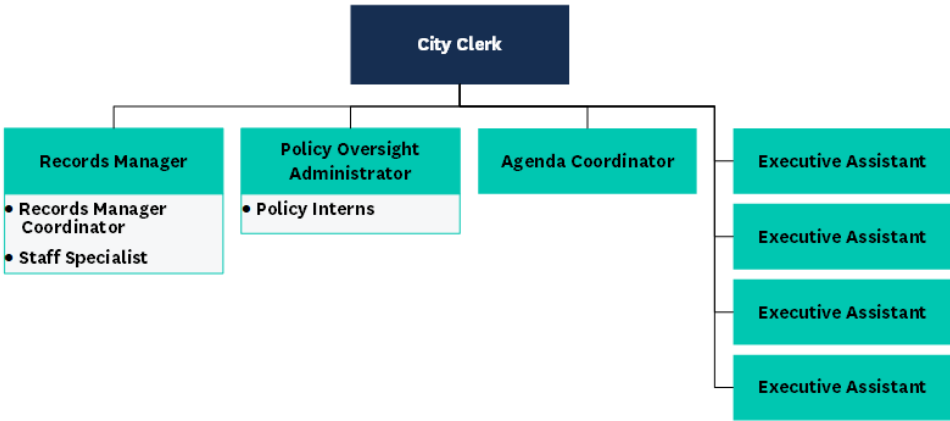 City Clerk
Records Manager
• Records Manager
Coordinator
• Staff Specialist
Policy Oversight
Administrator
• Policy Interns
Agenda Coordinator
Executive Assistant
Executive Assistant
Executive Assistant
Executive Assistant